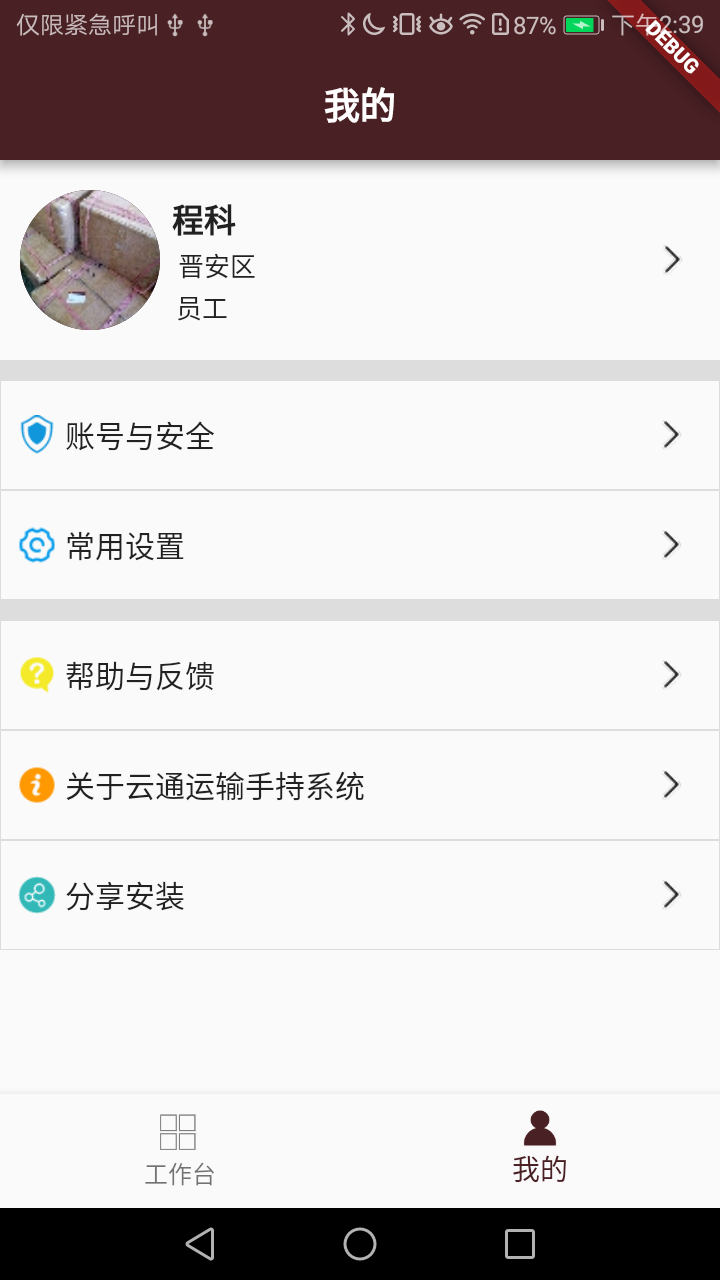 仅限紧急呼叫 87% 下午2:39
DEBUG
我的
程科
晋安区
员工
账号与安全
常用设置
帮助与反馈
关于云通运输手持系统
分享安装
工作台
我的